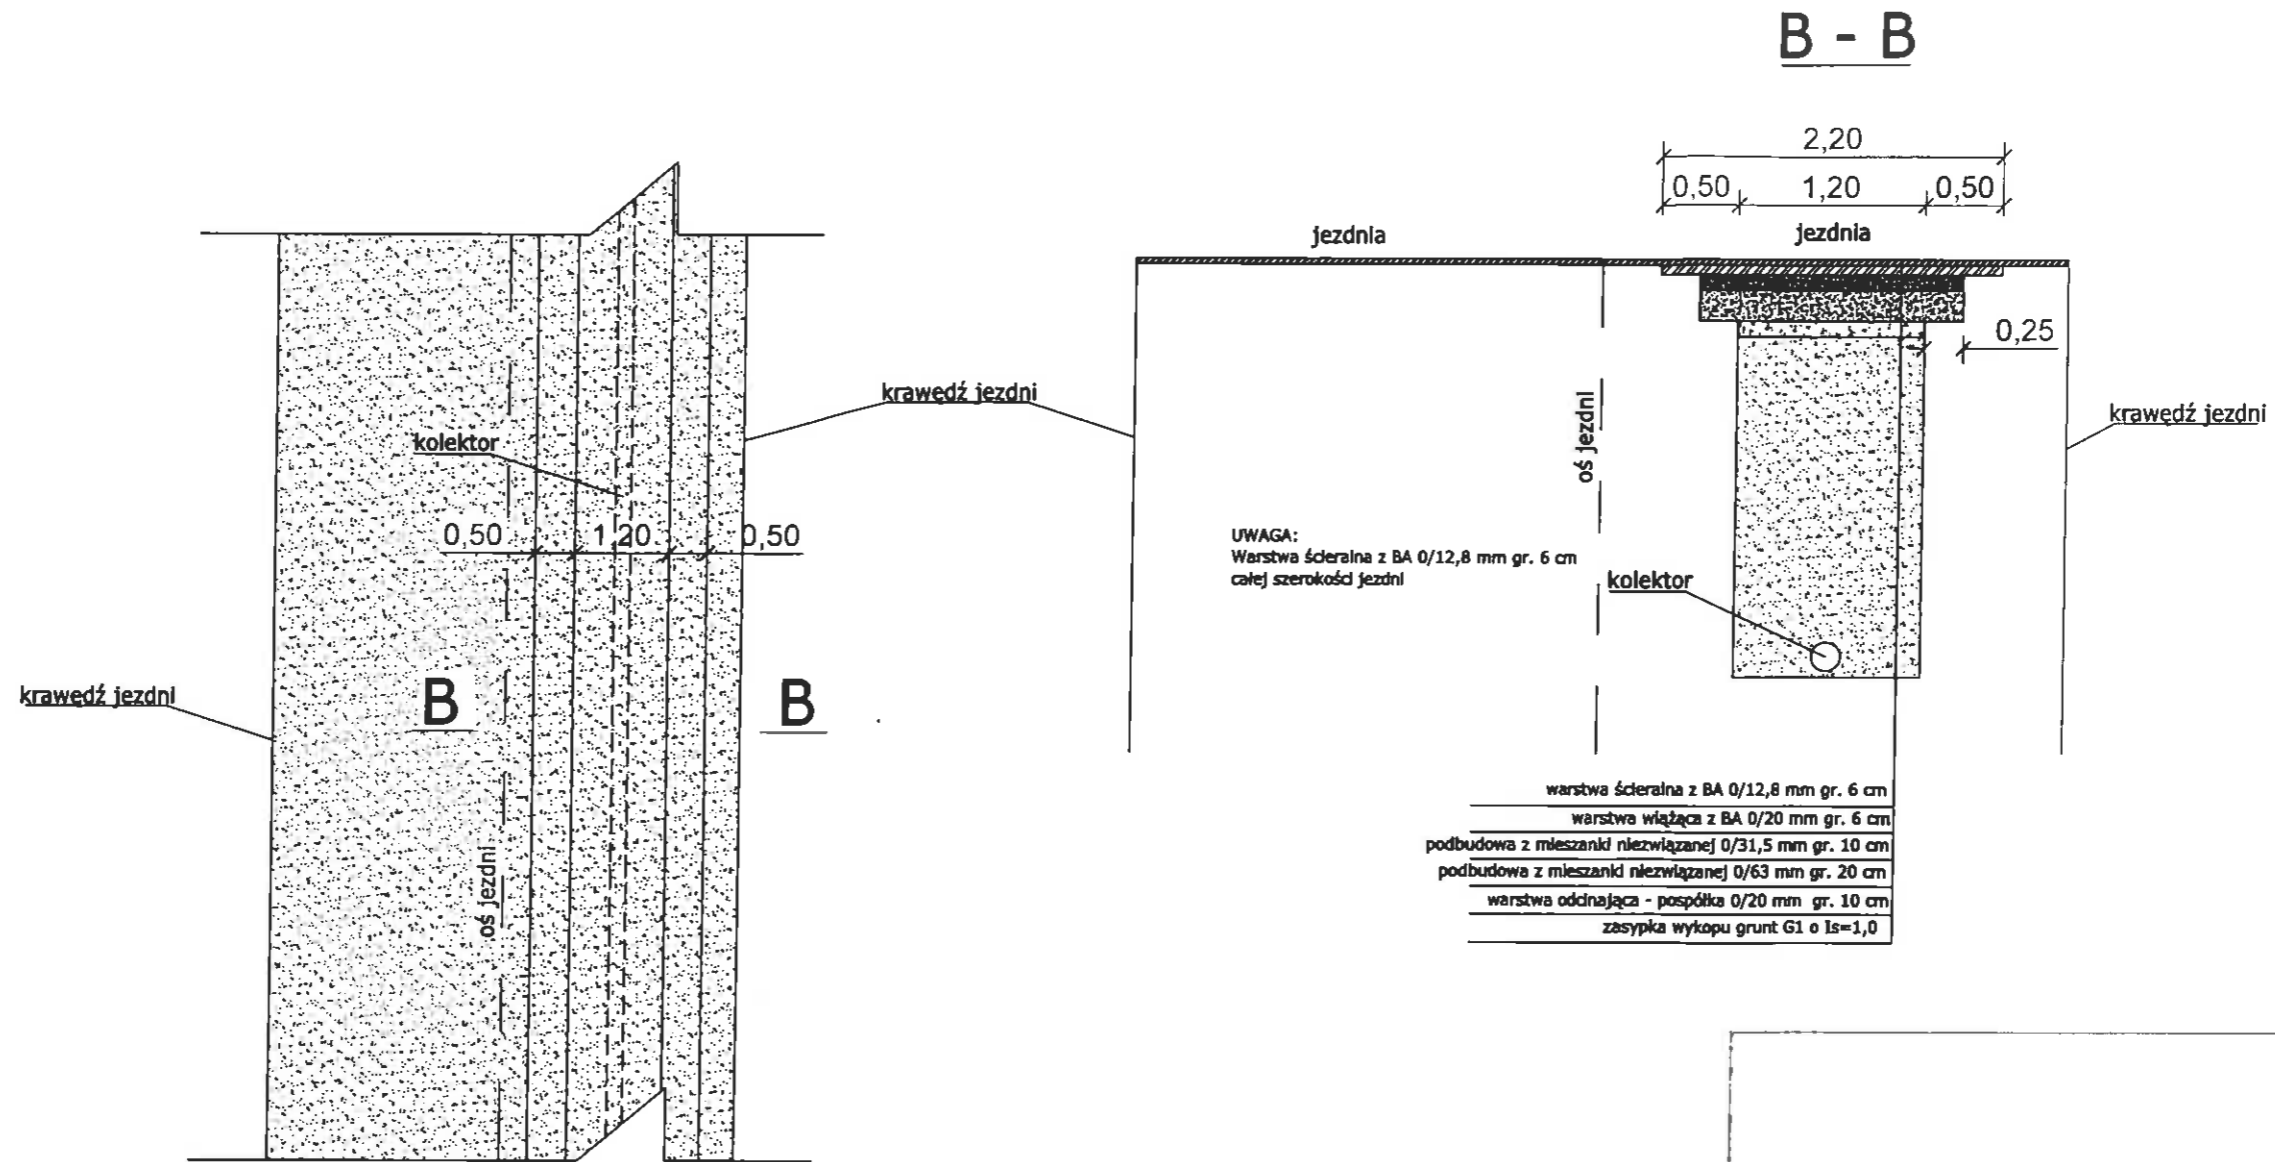 B - B
2,20
0,50 1,20 0,50
jezdnia
jezdnia
0,25
krawędź jezdni
krawędź jezdni
kolektor
oś jezdni
0,50 1,20 0,50
UWAGA:
Warstwa ścieralna z BA 0/12,8 mm gr. 6 cm
całej szerokości jezdni
kolektor
B B
krawędź jezdni
oś jezdni
warstwa ścieralna z BA 0/12,8 mm gr. 6 cm
warstwa wiążąca z BA 0/20 mm gr. 6 cm
podbudowa z mieszanki niezwiązanej 0/31,5 mm gr. 10 cm
podbudowa z mieszanki niezwiązanej 0/63 mm gr. 20 cm
warstwa odcinająca - pospółka 0/20 mm gr. 10 cm
zasypka wykopu grunt G1 o Is=1,0